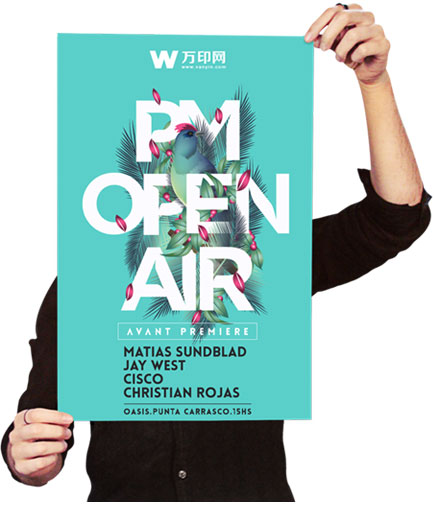 W 万印网
www.vanyin.com
PM
OPEN
AIR
AVANT PREMIERE
MATIAS SUNDBLAD
JAY WEST
CISCO
CHRISTIAN ROJAS
OASIS.PUNTA CARRASCO.15HS